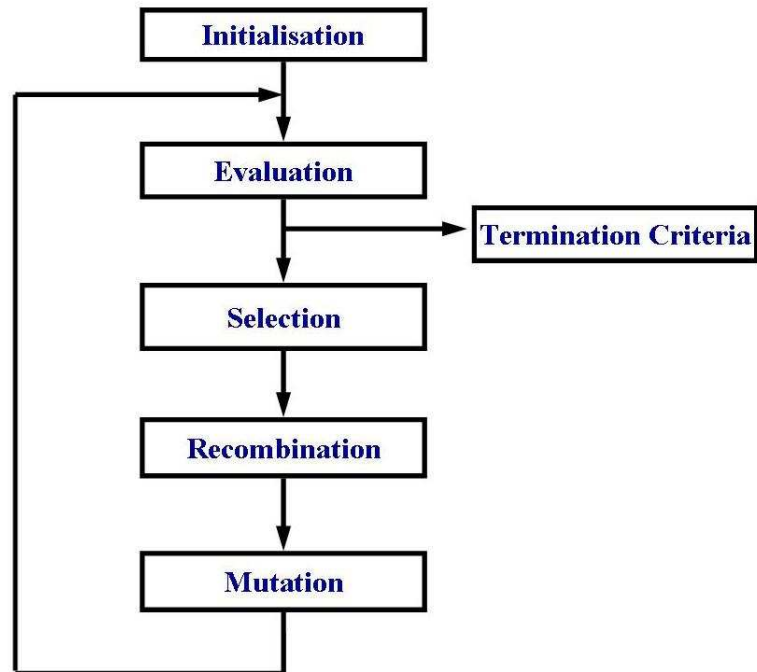 Initialisation
Evaluation
Termination Criteria
Selection
Recombination
Mutation